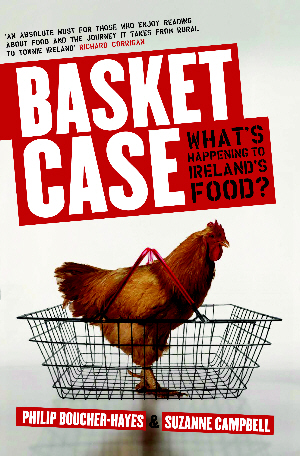 'AN ABSOLUTE MUST FOR THOSE WHO ENJOY READING
ABOUT FOOD AND THE JOURNEY IT TAKES FROM RURAL
TO TOWNIE IRELAND' RICHARD CORRIGAN
BASKET
CASE
WHAT'S
HAPPENING TO
IRELAND'S
FOOD?
PHILIP BOUCHER-HAYES & SUZANNE CAMPBELL